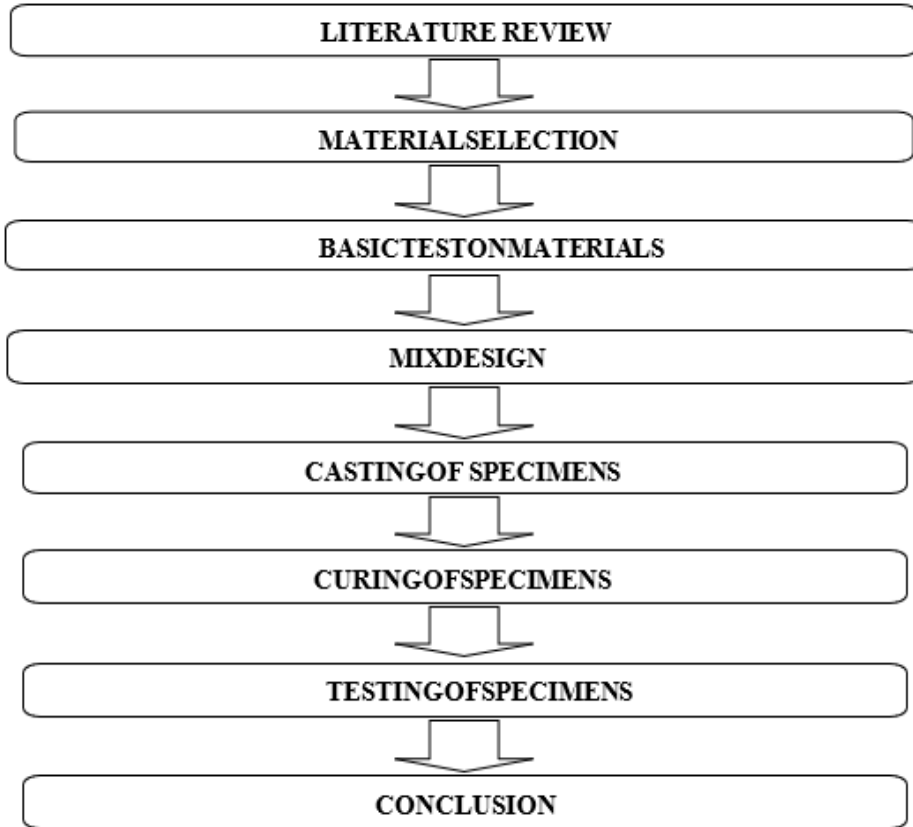 LITERATURE REVIEW
MATERIALSELECTION
BASICTESTONMATERIALS
MIXDESIGN
CASTINGOF SPECIMENS
CURINGOFSPECIMENS
TESTINGOFSPECIMENS
CONCLUSION